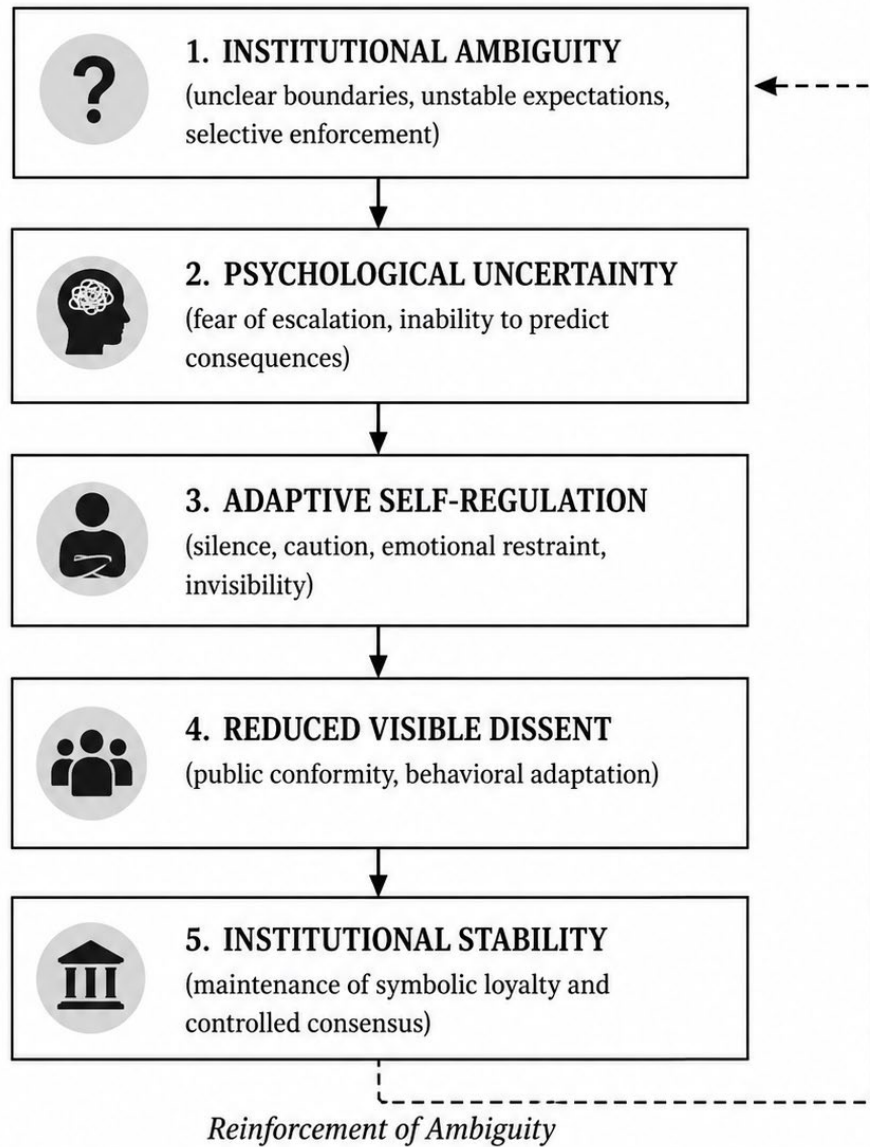 1. INSTITUTIONAL AMBIGUITY
(unclear boundaries, unstable expectations,
selective enforcement)
2. PSYCHOLOGICAL UNCERTAINTY
(fear of escalation, inability to predict
consequences)
3. ADAPTIVE SELF-REGULATION
(silence, caution, emotional restraint,
invisibility)
4. REDUCED VISIBLE DISSENT
(public conformity, behavioral adaptation)
5. INSTITUTIONAL STABILITY
(maintenance of symbolic loyalty and
controlled consensus)
Reinforcement of Ambiguity